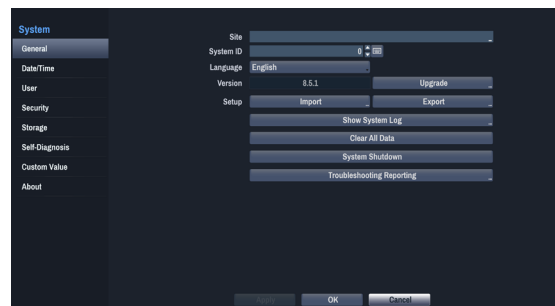 System
General
Date/Time
User
Security
Storage
Self-Diagnosis
Custom Value
About
Site
System ID 0
Language English
Version 8.5.1 Upgrade
Setup Import Export
Show System Log
Clear All Data
System Shutdown
Troubleshooting Reporting
Apply OK Cancel